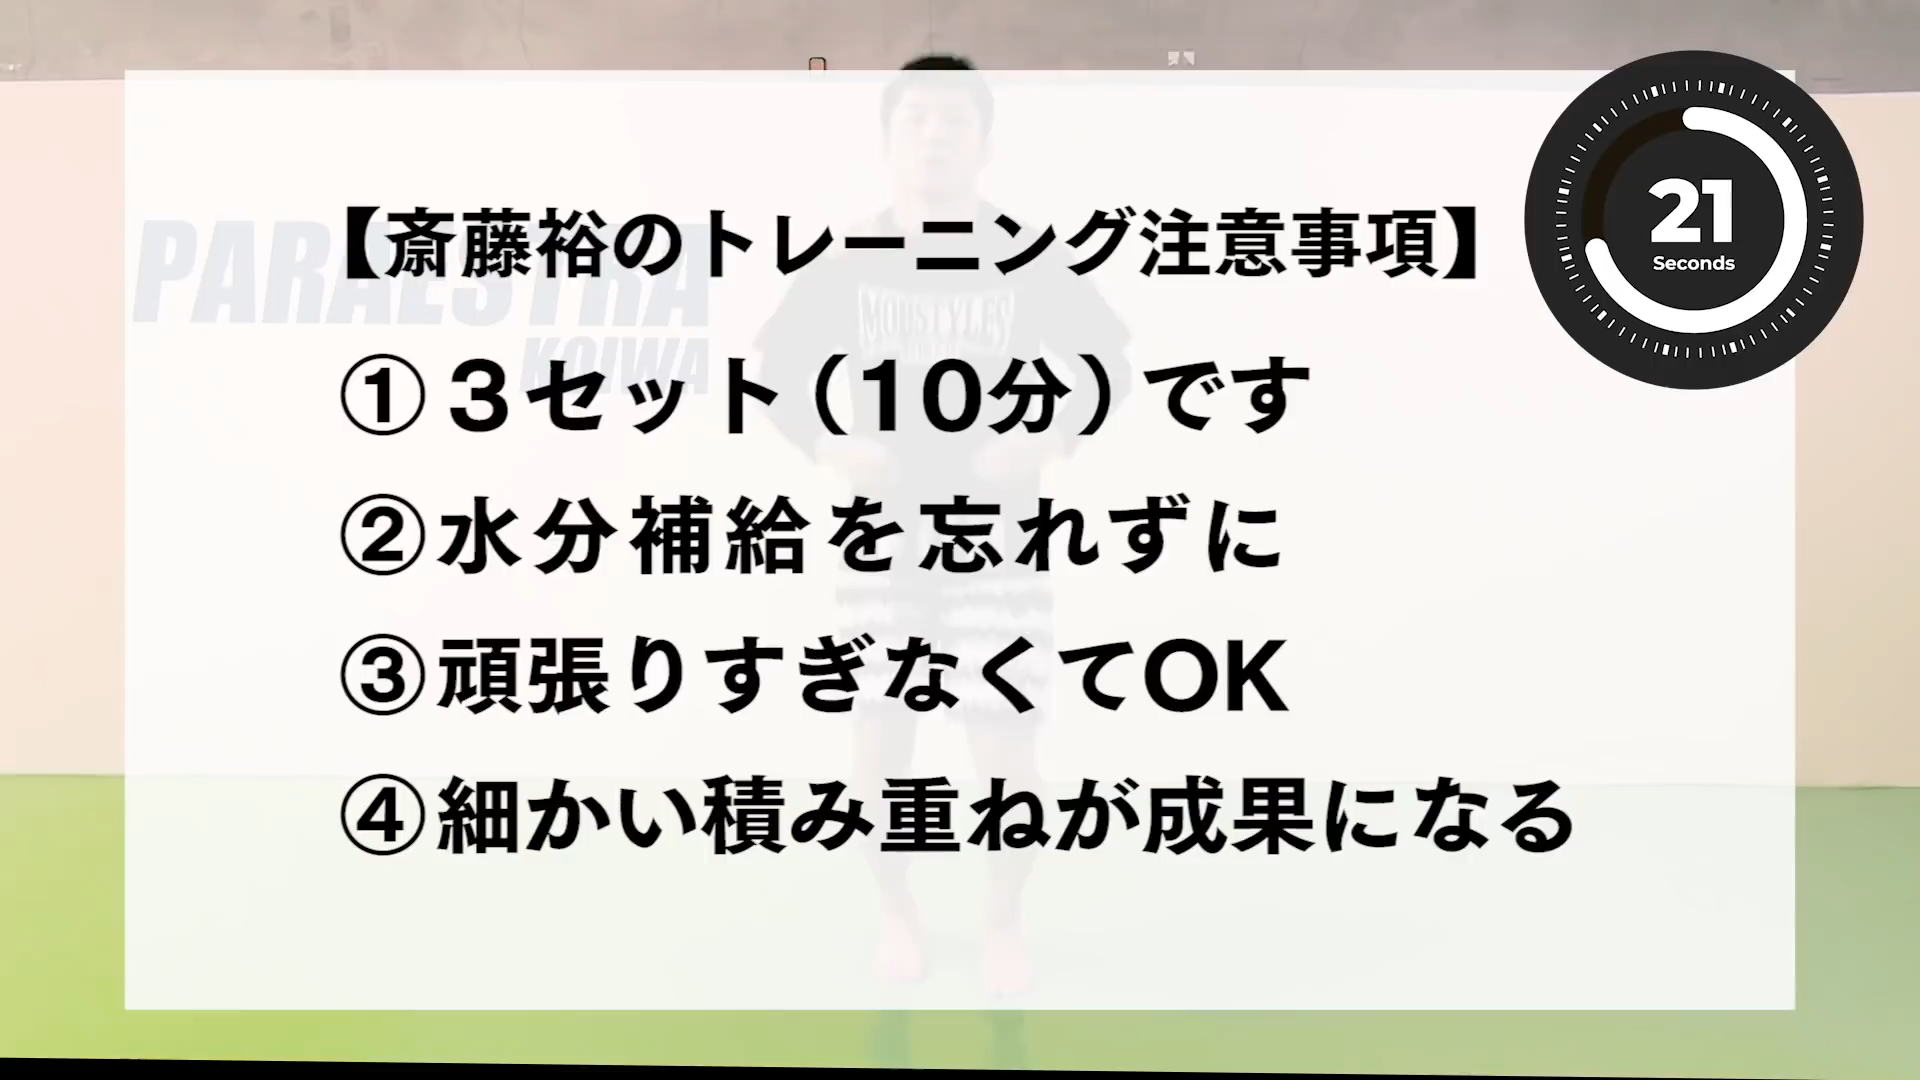 【斎藤裕のトレーニング注意事項】
21
Seconds
PARAESTRA
KOIWA
MOBSTYLES
①３セット（１０分）です
②水分補給を忘れずに
③頑張りすぎなくてOK
④細かい積み重ねが成果になる